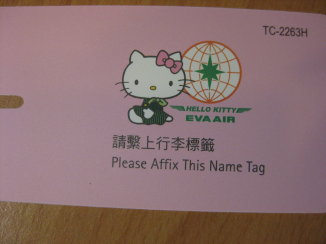 TC-2263H
HELLO KITTY
EVA AIR
請繫上行李標籤
Please Affix This Name Tag